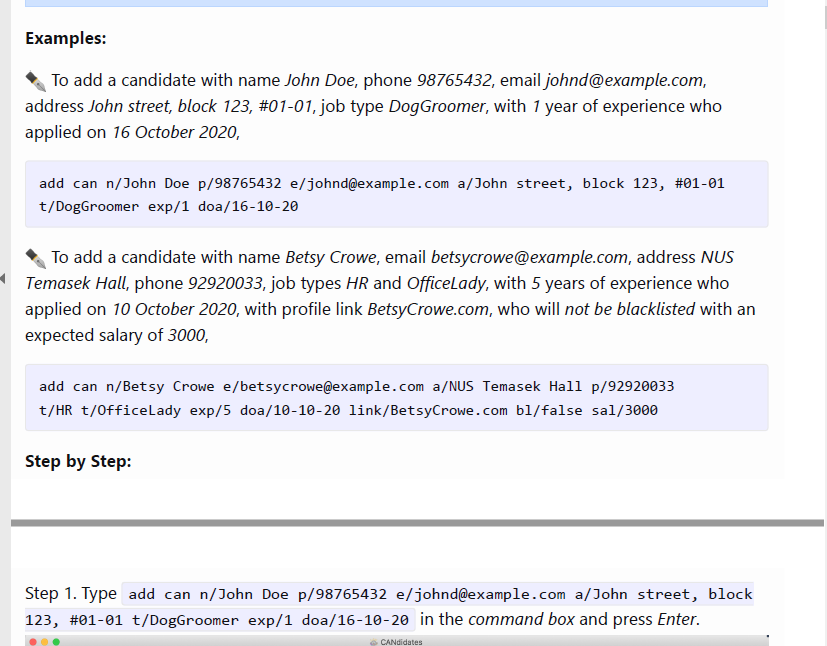 Examples:
To add a candidate with name John Doe, phone 98765432, email johnd@example.com,
address John street, block 123, #01-01, job type DogGroomer, with 1 year of experience who
applied on 16 October 2020,
add can n/John Doe p/98765432 e/johnd@example.com a/John street, block 123, #01-01
t/DogGroomer exp/1 doa/16-10-20
To add a candidate with name Betsy Crowe, email betsycrowe@example.com, address NUS
Temasek Hall, phone 92920033, job types HR and OfficeLady, with 5 years of experience who
applied on 10 October 2020, with profile link BetsyCrowe.com, who will not be blacklisted with an
expected salary of 3000,
add can n/Betsy Crowe e/betsycrowe@example.com a/NUS Temasek Hall p/92920033
t/HR t/OfficeLady exp/5 doa/10-10-20 link/BetsyCrowe.com bl/false sal/3000
Step by Step:
Step 1. Type add can n/John Doe p/98765432 e/johnd@example.com a/John street, block
123, #01-01 t/DogGroomer exp/1 doa/16-10-20 in the command box and press Enter.
CANdidates